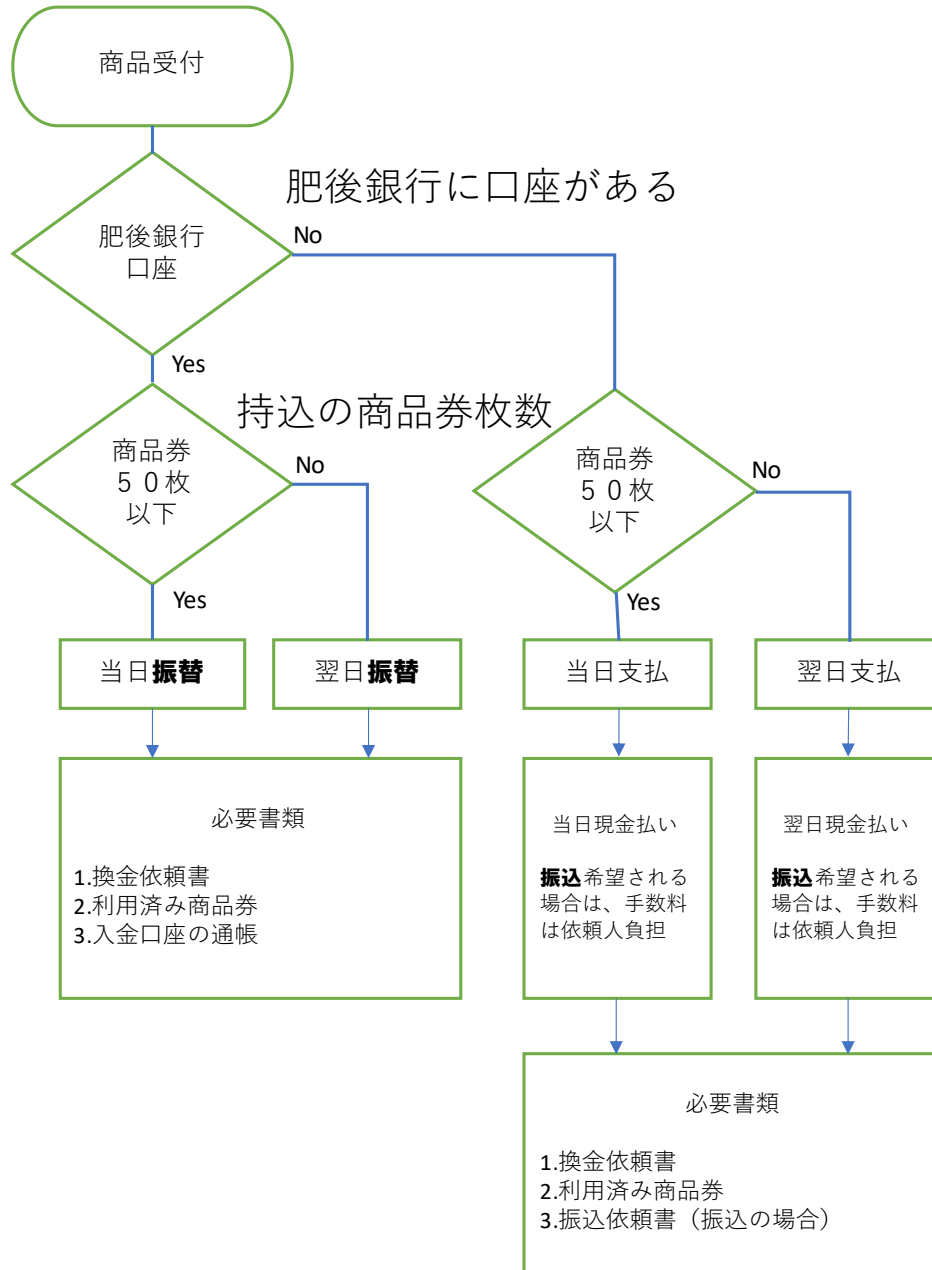 商品受付
肥後銀行に口座がある
肥後銀行
口座
No
Yes
持込の商品券枚数
商品券
５０枚
以下
No
Yes
商品券
５０枚
以下
No
Yes
当日振替
翌日振替
当日支払
翌日支払
必要書類
1.換金依頼書
2.利用済み商品券
3.入金口座の通帳
当日現金払い
振込希望される
場合は、手数料
は依頼人負担
翌日現金払い
振込希望される
場合は、手数料
は依頼人負担
必要書類
1.換金依頼書
2.利用済み商品券
3.振込依頼書（振込の場合）